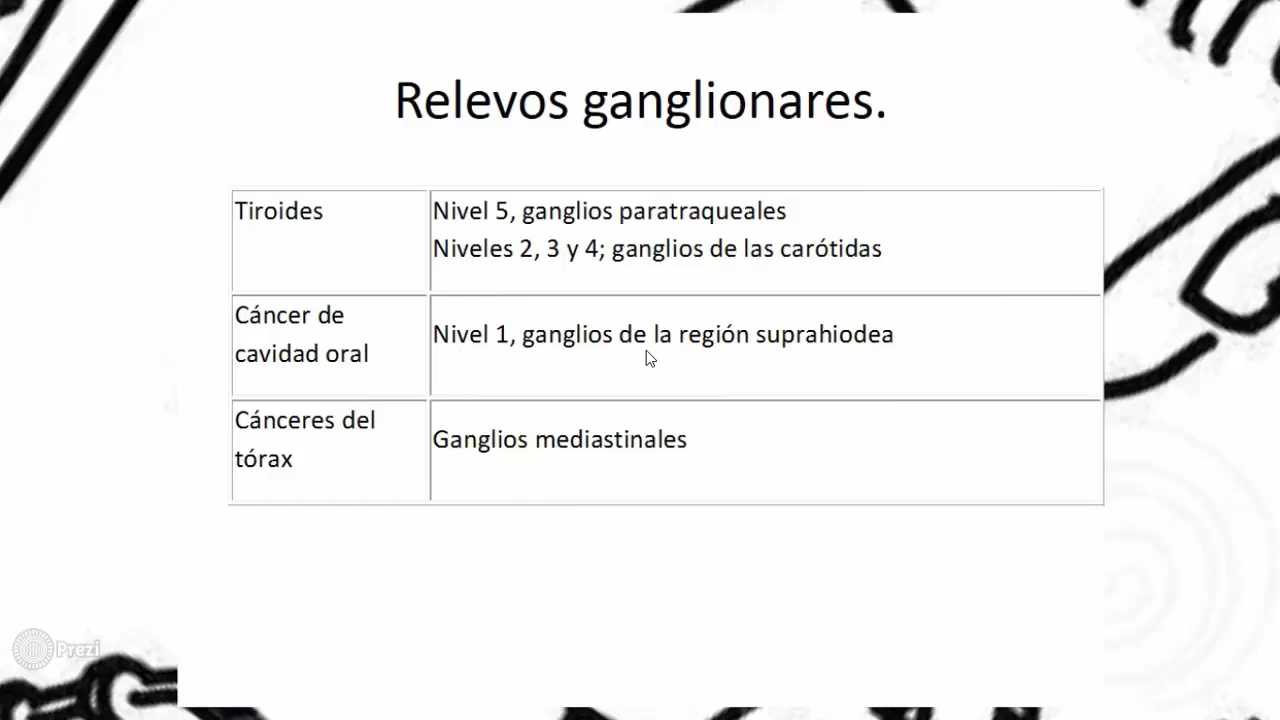 Relevos ganglionares.
Tiroides
Nivel 5, ganglios paratraqueales
Niveles 2, 3 y 4; ganglios de las carótidas
Cáncer de
cavidad oral
Nivel 1, ganglios de la región suprahiodea
Cánceres del
tórax
Ganglios mediastinales
Prezi